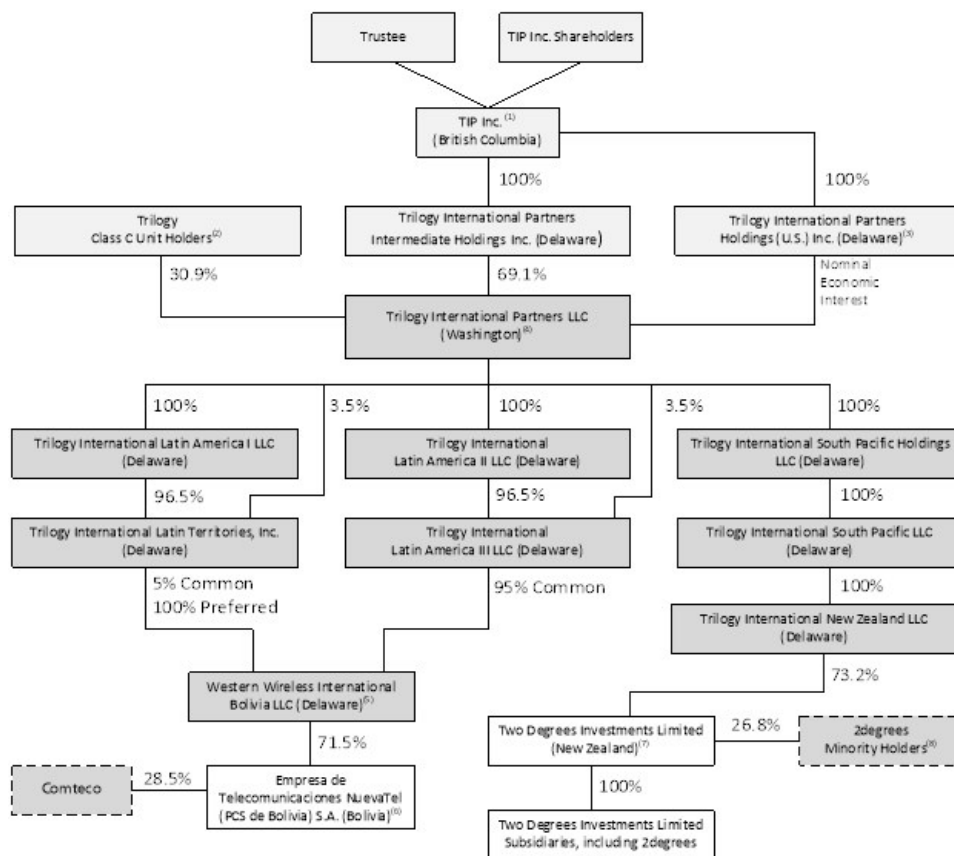 Trustee
TIP Inc. Shareholders
TIP Inc. (1)
(British Columbia)
100%
100%
Trilogy
Class C Unit Holders(2)
Trilogy International Partners
Intermediate Holdings Inc. (Delaware)
Trilogy International Partners
Holdings (U.S.) Inc. (Delaware)(3)
30.9%
69.1%
Nominal
Economic
Interest
Trilogy International Partners LLC
(Washington)(4)
100%
3.5%
100%
3.5%
100%
Trilogy International Latin America I LLC
(Delaware)
Trilogy International
Latin America II LLC (Delaware)
Trilogy International South Pacific Holdings
LLC (Delaware)
96.5%
96.5%
100%
Trilogy International Latin Territories, Inc.
(Delaware)
Trilogy International
Latin America III LLC (Delaware)
Trilogy International South Pacific LLC
(Delaware)
5% Common
100% Preferred
95% Common
100%
Trilogy International New Zealand LLC
(Delaware)
73.2%
Western Wireless International
Bolivia LLC (Delaware)(5)
71.5%
Two Degrees Investments Limited
(New Zealand)(7)
26.8%
2degrees
Minority Holders(8)
Comteco
28.5%
Empresa de
Telecomunicaciones NuevaTel
(PCS de Bolivia) S.A. (Bolivia)(6)
100%
Two Degrees Investments Limited
Subsidiaries, including 2degrees